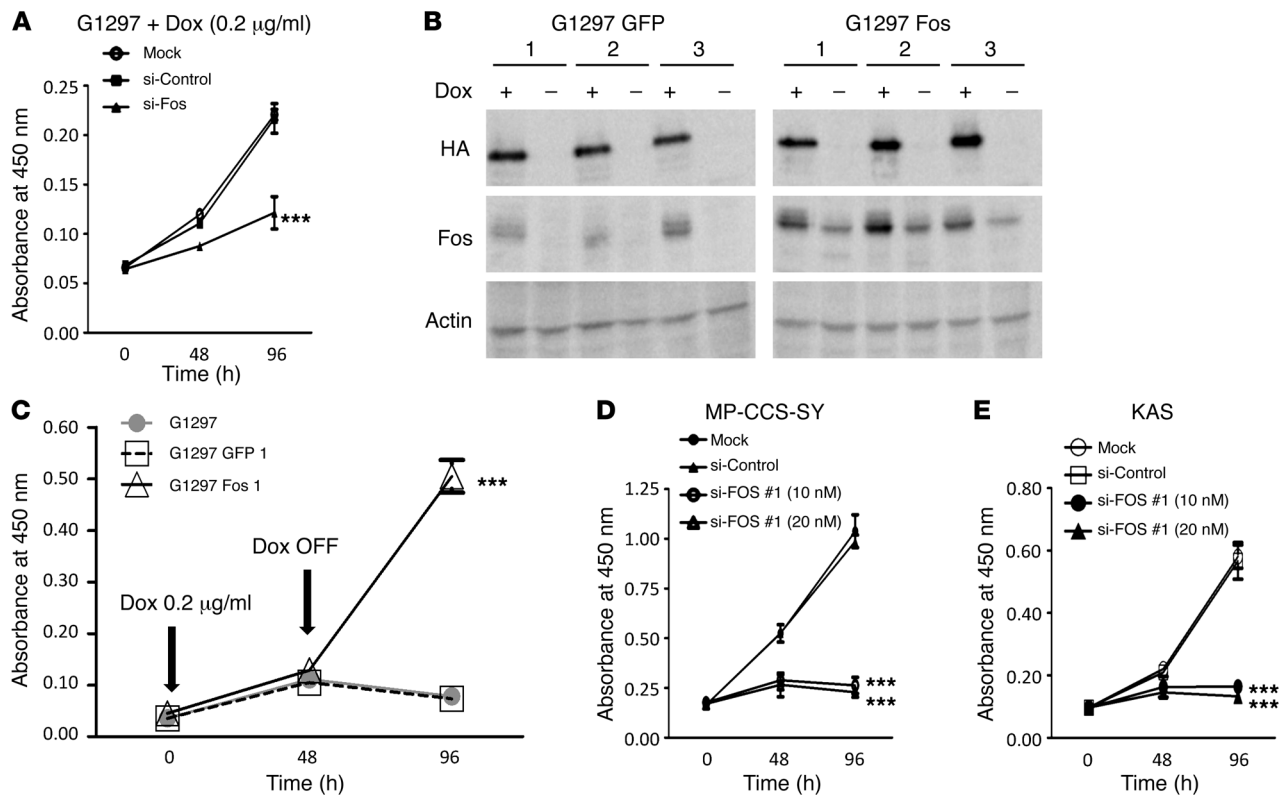 A
G1297 + Dox (0.2 μg/ml)
Mock
si-Control
si-Fos
Absorbance at 450 nm
0.25
0.20
0.15
0.10
0.05
0.00
***
0 48 96
Time (h)
B
G1297 GFP G1297 Fos
1 2 3 1 2 3
Dox + – + – + – + – + – + –
HA
Fos
Actin
C
G1297
G1297 GFP 1
G1297 Fos 1
Absorbance at 450 nm
0.60
0.50
0.40
0.30
0.20
0.10
0.00
***
Dox OFF
Dox 0.2 μg/ml
0 48 96
Time (h)
D
MP-CCS-SY
Mock
si-Control
si-FOS #1 (10 nM)
si-FOS #1 (20 nM)
Absorbance at 450 nm
1.25
1.00
0.75
0.50
0.25
0.00
***
***
0 48 96
Time (h)
E
KAS
Mock
si-Control
si-FOS #1 (10 nM)
si-FOS #1 (20 nM)
Absorbance at 450 nm
0.80
0.60
0.40
0.20
0.00
***
***
0 48 96
Time (h)